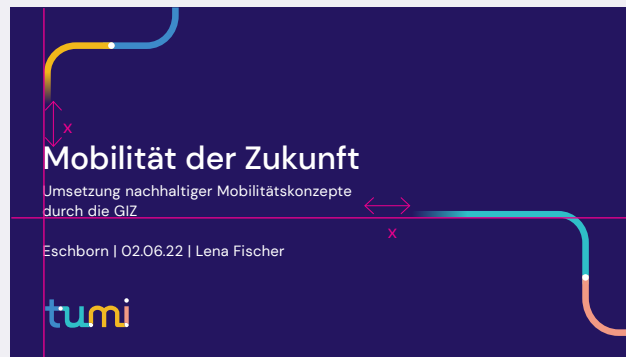 x
Mobilität der Zukunft
Umsetzung nachhaltiger Mobilitätskonzepte
durch die GIZ
x
Eschborn | 02.06.22 | Lena Fischer
tumi